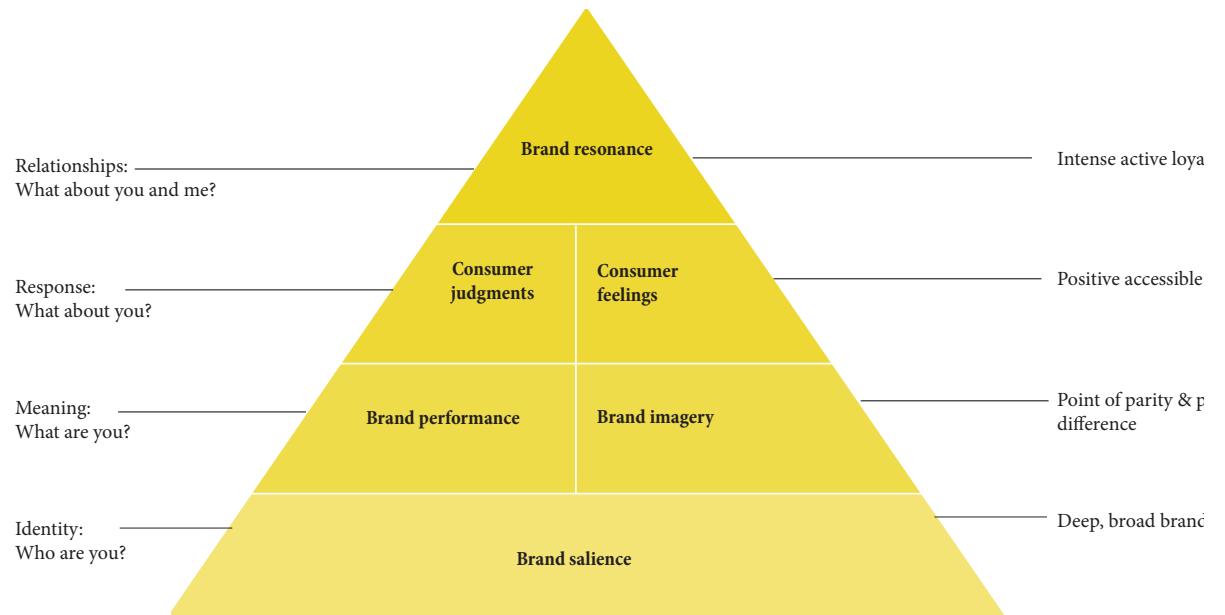 Brand resonance
Relationships:
What about you and me?
Intense active
Consumer
judgments
Consumer
feelings
Response:
What about you?
Positive accessible
Meaning:
What are you?
Brand performance
Brand imagery
Point of parity &
difference
Identity:
Who are you?
Deep, broad brand
Brand salience